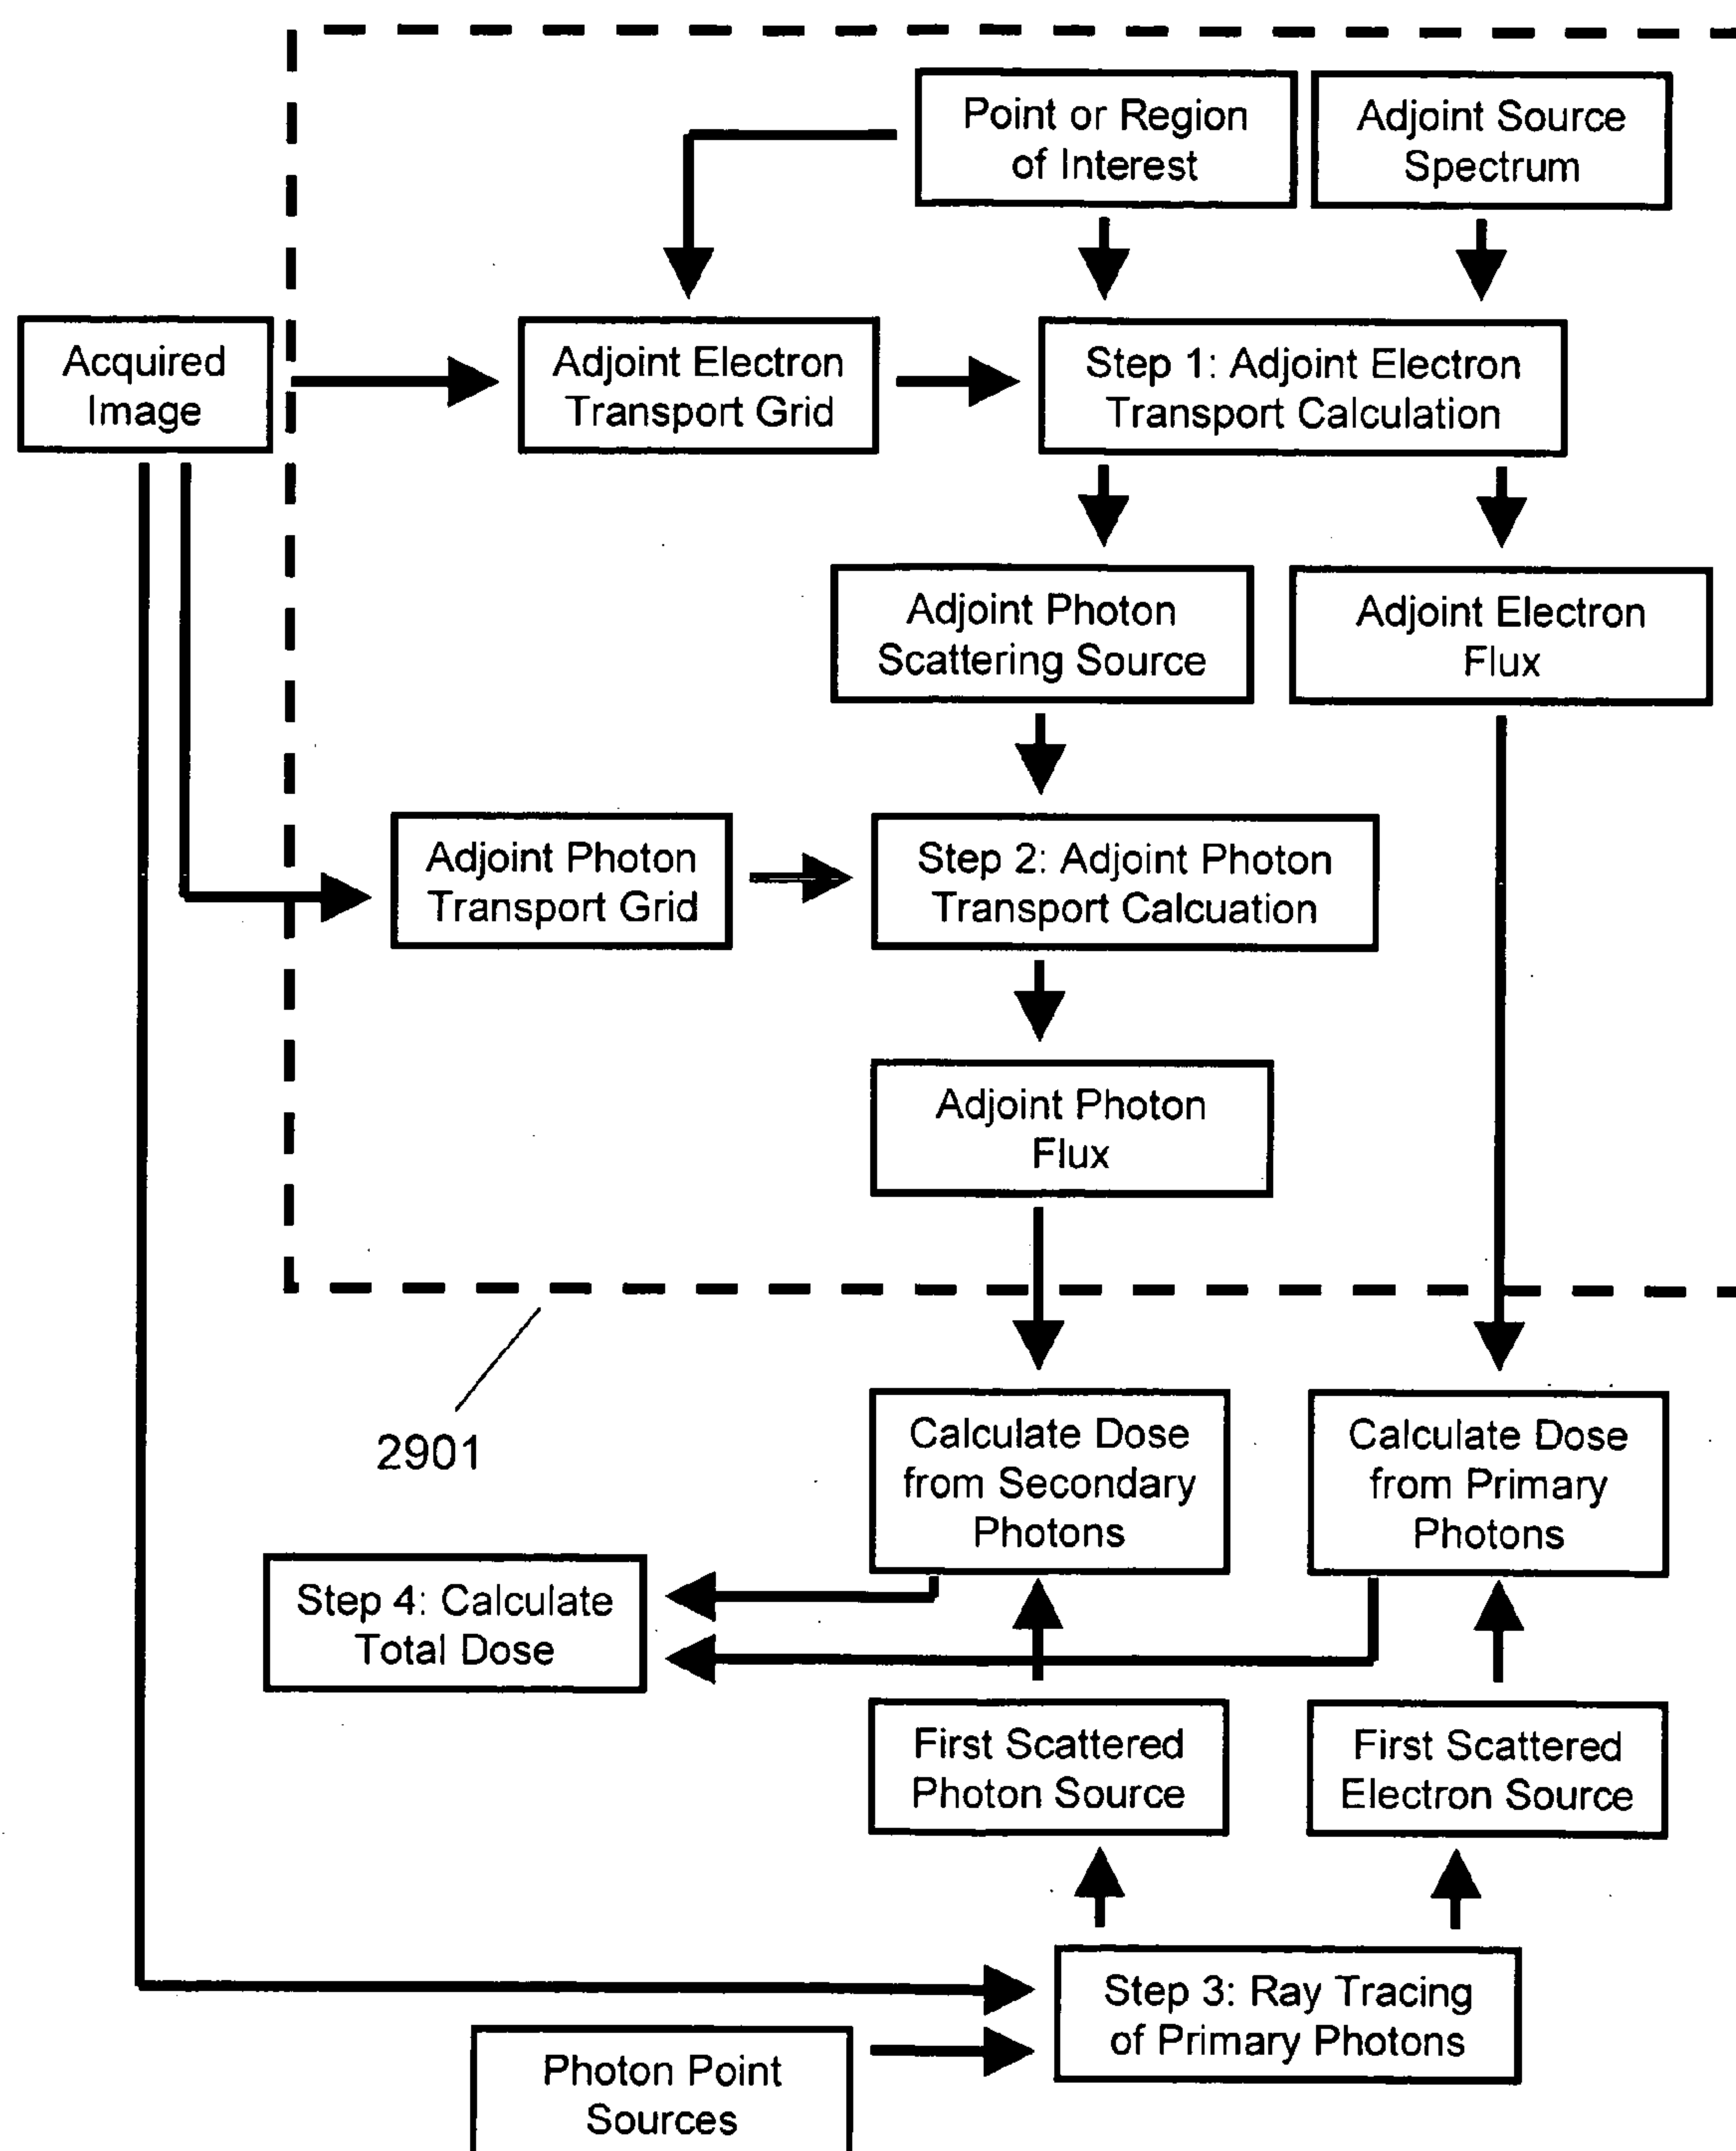 Point or Region
of Interest
Adjoint Source
Spectrum
Acquired
Image
Adjoint Electron
Transport Grid
Step 1: Adjoint Electron
Transport Calculation
Adjoint Photon
Scattering Source
Adjoint Electron
Flux
Adjoint Photon
Transport Grid
Step 2: Adjoint Photon
Transport Calcuation
Adjoint Photon
Flux
2901
Calculate Dose
from Secondary
Photons
Calculate Dose
from Primary
Photons
Step 4: Calculate
Total Dose
First Scattered
Photon Source
First Scattered
Electron Source
Step 3: Ray Tracing
of Primary Photons
Photon Point
Sources